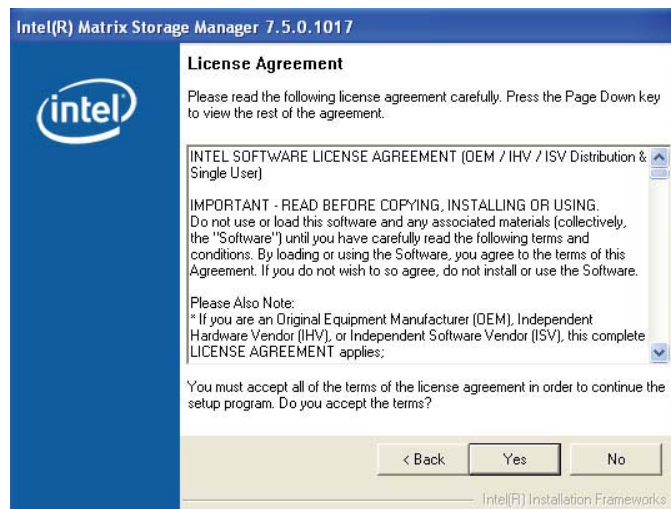 Intel(R) Matrix Storage Manager 7.5.0.1017
intel
License Agreement
Please read the following license agreement carefully. Press the Page Down key
to view the rest of the agreement.
INTEL SOFTWARE LICENSE AGREEMENT (OEM / IHV / ISV Distribution &
Single User)
IMPORTANT - READ BEFORE COPYING, INSTALLING OR USING.
Do not use or load this software and any associated materials (collectively,
the "Software") until you have carefully read the following terms and
conditions. By loading or using the Software, you agree to the terms of this
Agreement. If you do not wish to so agree, do not install or use the Software.
Please Also Note:
* If you are an Original Equipment Manufacturer (OEM), Independent
Hardware Vendor (IHV), or Independent Software Vendor (ISV), this complete
LICENSE AGREEMENT applies;
You must accept all of the terms of the license agreement in order to continue the
setup program. Do you accept the terms?
< Back
Yes
No
Intel(R) Installation Frameworks